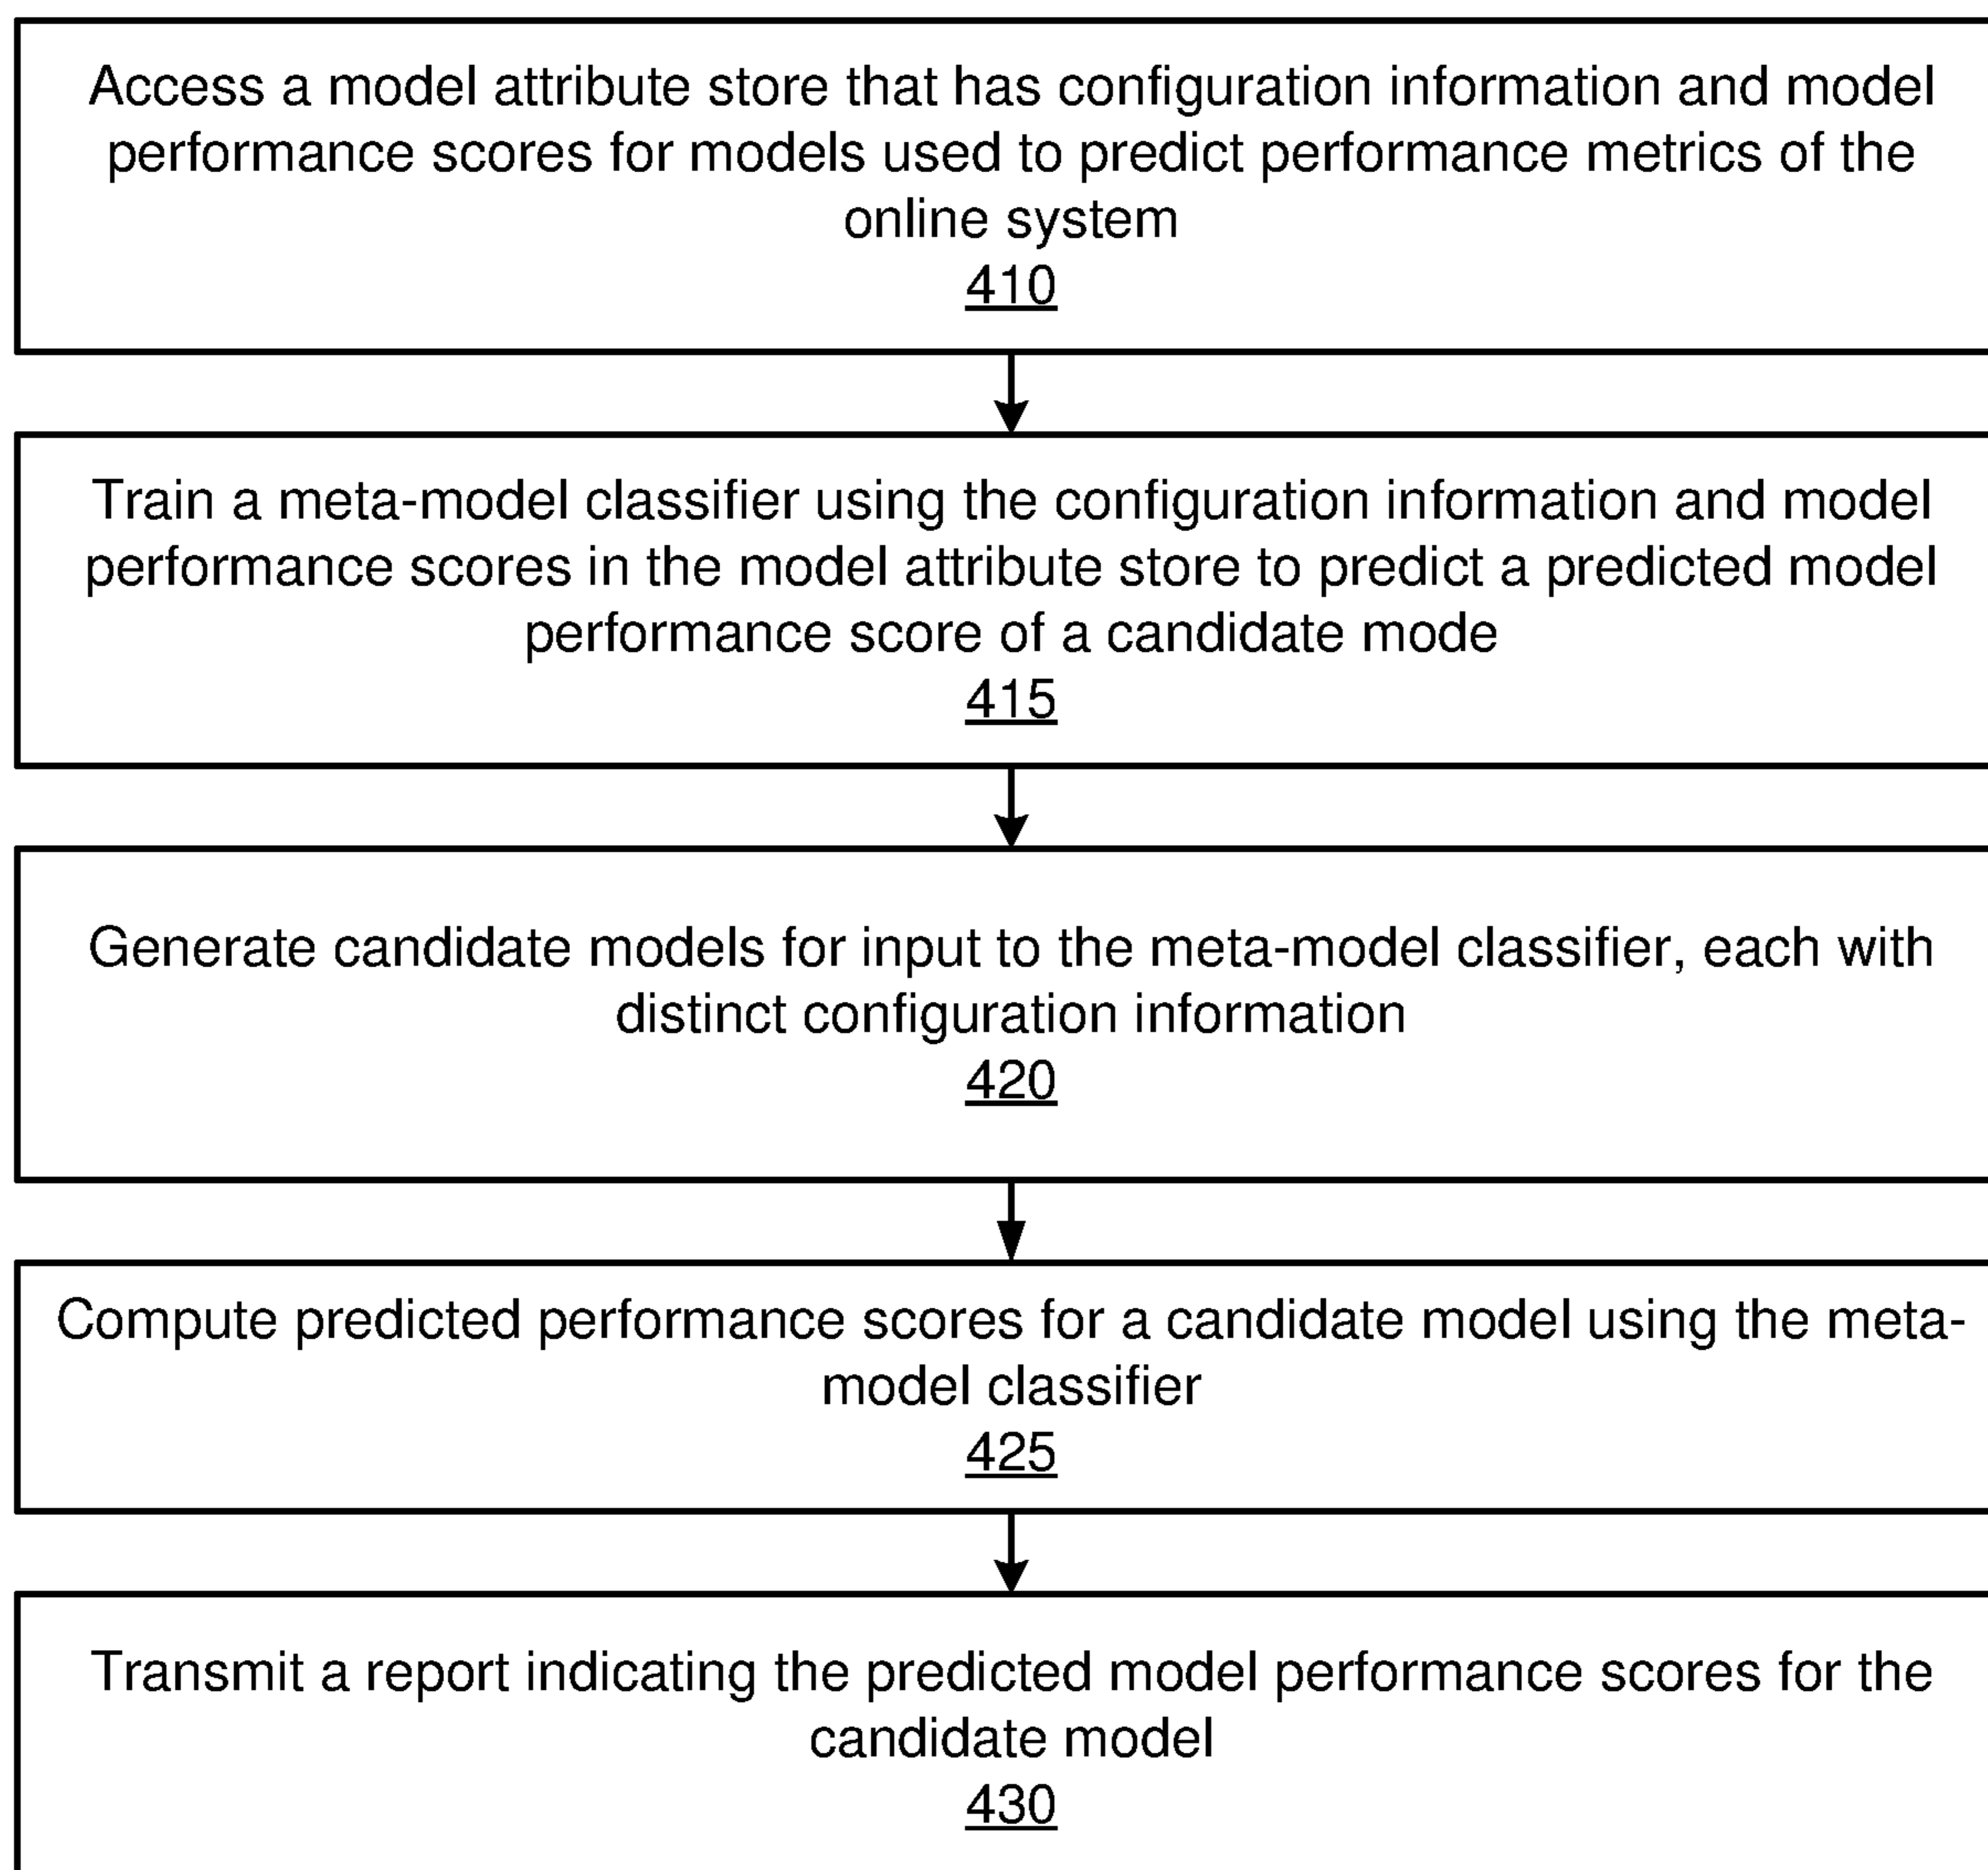 Access a model attribute store that has configuration information and model
performance scores for models used to predict performance metrics of the
online system
410
Train a meta-model classifier using the configuration information and model
performance scores in the model attribute store to predict a predicted model
performance score of a candidate mode
415
Generate candidate models for input to the meta-model classifier, each with
distinct configuration information
420
Compute predicted performance scores for a candidate model using the meta-
model classifier
425
Transmit a report indicating the predicted model performance scores for the
candidate model
430